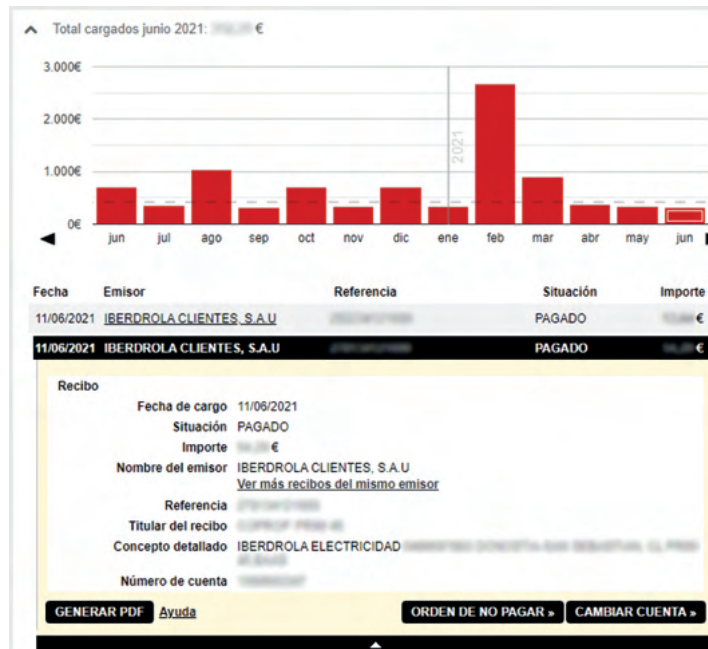 Total cargados junio 2021: €
3.000€
2.000€
1.000€
0€
2021
jun jul ago sep oct nov dic ene feb mar abr may jun
Fecha Emisor Referencia Situación Importe
11/06/2021 IBERDROLA CLIENTES, S.A.U PAGADO €
11/06/2021 IBERDROLA CLIENTES, S.A.U PAGADO €
Recibo
Fecha de cargo 11/06/2021
Situación PAGADO
Importe €
Nombre del emisor IBERDROLA CLIENTES, S.A.U
Ver más recibos del mismo emisor
Referencia
Titular del recibo
Concepto detallado IBERDROLA ELECTRICIDAD
Número de cuenta
GENERAR PDF Ayuda ORDEN DE NO PAGAR » CAMBIAR CUENTA »